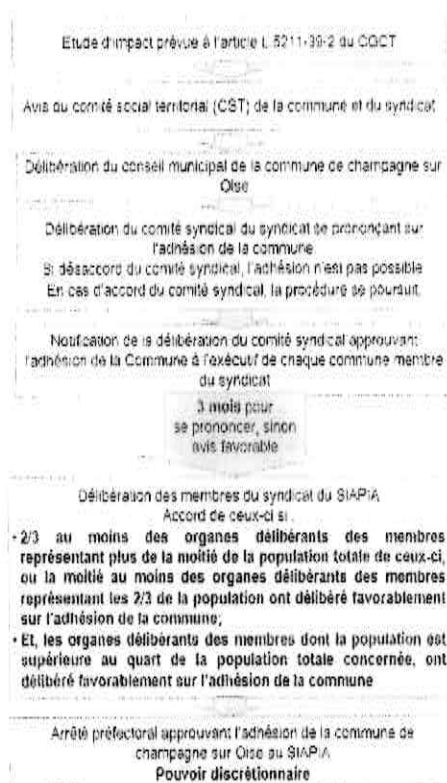 Etude d'impact prévue à l'article L. 5211-39-2 du CGCT
Avis du comité social territorial (CST) de la commune et du syndicat
Délibération du conseil municipal de la commune de champagne sur
Oise
Délibération du comité syndical du syndicat se prononçant sur
l'adhésion de la commune
Si désaccord du comité syndical, l'adhésion n'est pas possible
En cas d'accord du comité syndical, la procédure se poursuit.
Notification de la délibération du comité syndical approuvant
l'adhésion de la Commune à l'exécutif de chaque commune membre
du syndicat
3 mois pour
se prononcer, sinon
avis favorable
Délibération des membres du syndicat du SIAPIA
Accord de ceux-ci si :
• 2/3 au moins des organes délibérants des membres
représentant plus de la moitié de la population totale de ceux-ci,
ou la moitié au moins des organes délibérants des membres
représentant les 2/3 de la population ont délibéré favorablement
sur l'adhésion de la commune;
• Et, les organes délibérants des membres dont la population est
supérieure au quart de la population totale concernée, ont
délibéré favorablement sur l'adhésion de la commune
Arrêté préfectoral approuvant l'adhésion de la commune de
champagne sur Oise au SIAPIA
Pouvoir discrétionnaire